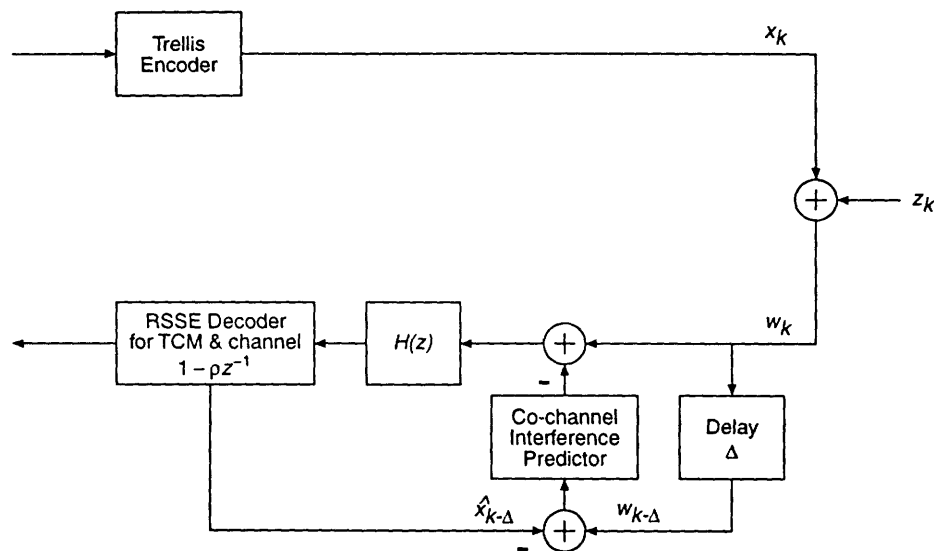 Trellis
Encoder
x_k
+
z_k
w_k
RSSE Decoder
for TCM & channel
1 – ρz⁻¹
H(z)
+
-
Co-channel
Interference
Predictor
Delay
Δ
x̂_{k-Δ}
+
w_{k-Δ}
-